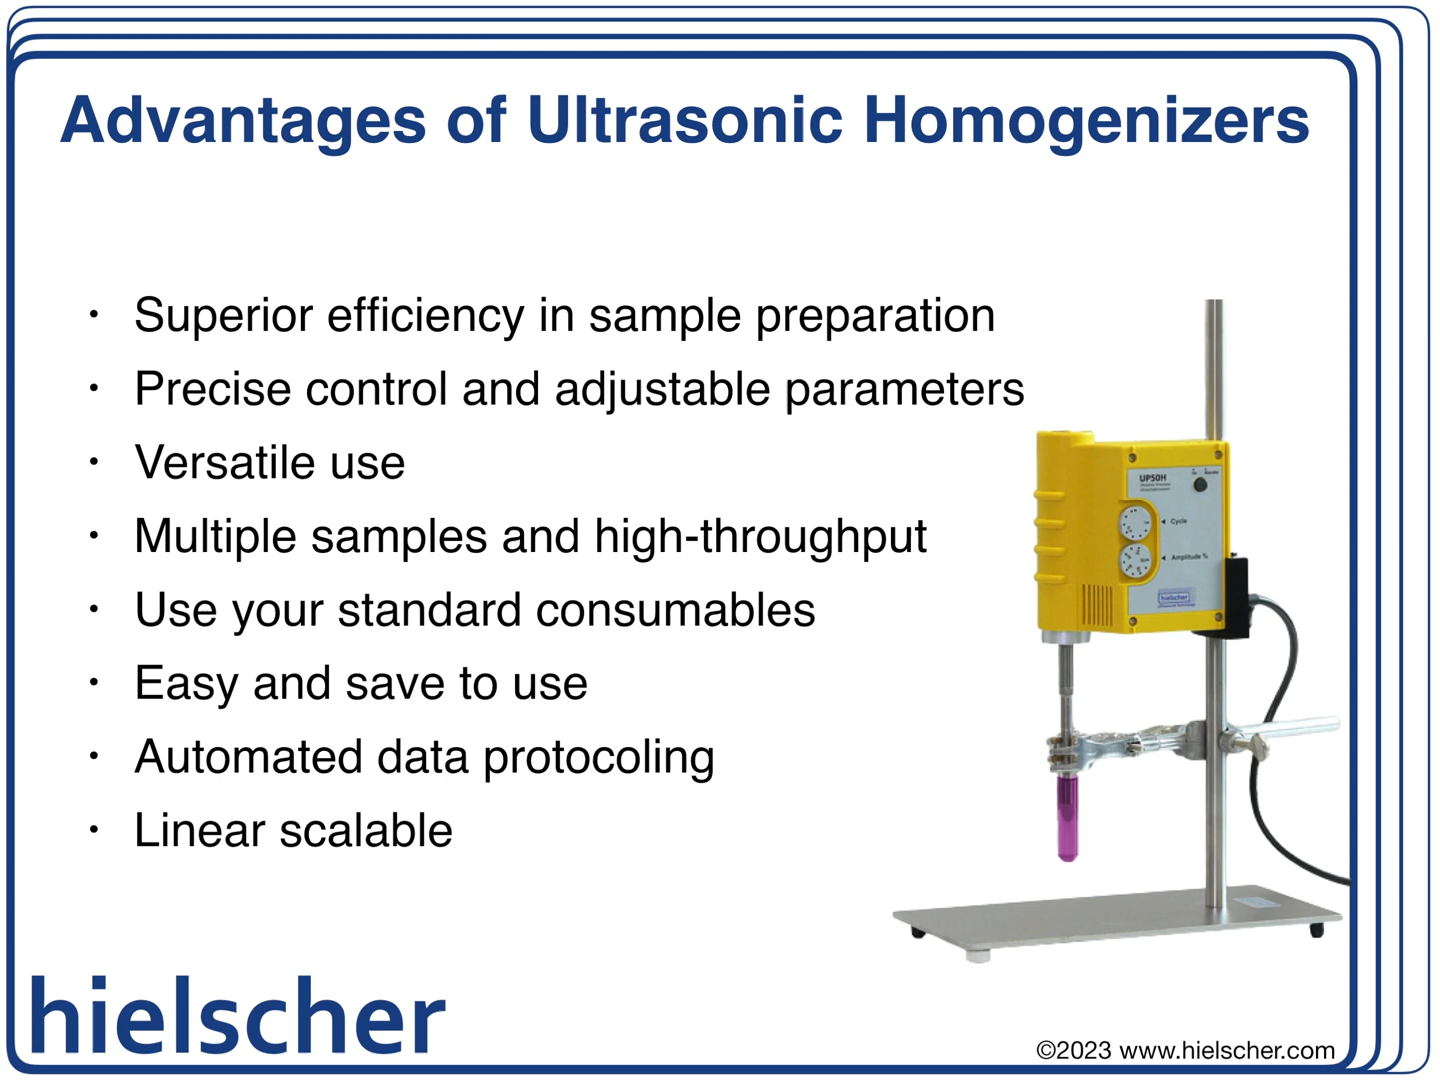 Advantages of Ultrasonic Homogenizers
• Superior efficiency in sample preparation
• Precise control and adjustable parameters
• Versatile use
• Multiple samples and high-throughput
• Use your standard consumables
• Easy and save to use
• Automated data protocoling
• Linear scalable
UP50H
Cycle
Amplitude %
hielscher
hielscher
©2023 www.hielscher.com